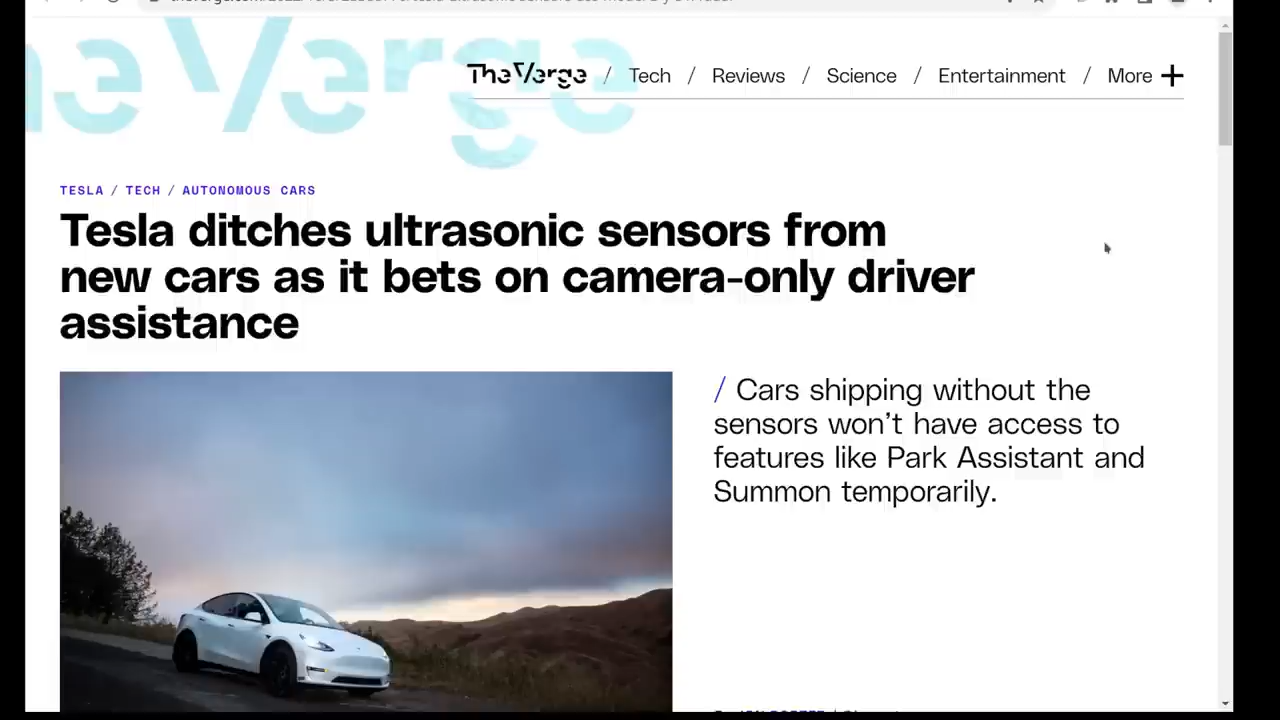 The Verge / Tech / Reviews / Science / Entertainment / More +
he Verge
TESLA / TECH / AUTONOMOUS CARS
Tesla ditches ultrasonic sensors from
new cars as it bets on camera-only driver
assistance
/ Cars shipping without the
sensors won't have access to
features like Park Assistant and
Summon temporarily.